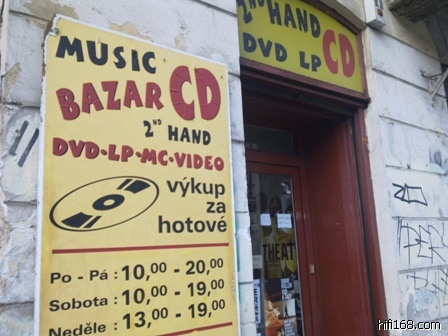 MUSIC
BAZAR CD
2ND HAND
DVD·LP·MC·VIDEO
výkup
za
hotové
Po - Pá : 10,00 - 20,00
Sobota : 10,00 - 19,00
Neděle : 13,00 - 19,00
2ND HAND
DVD LP CD
THEAT
hifi168.com